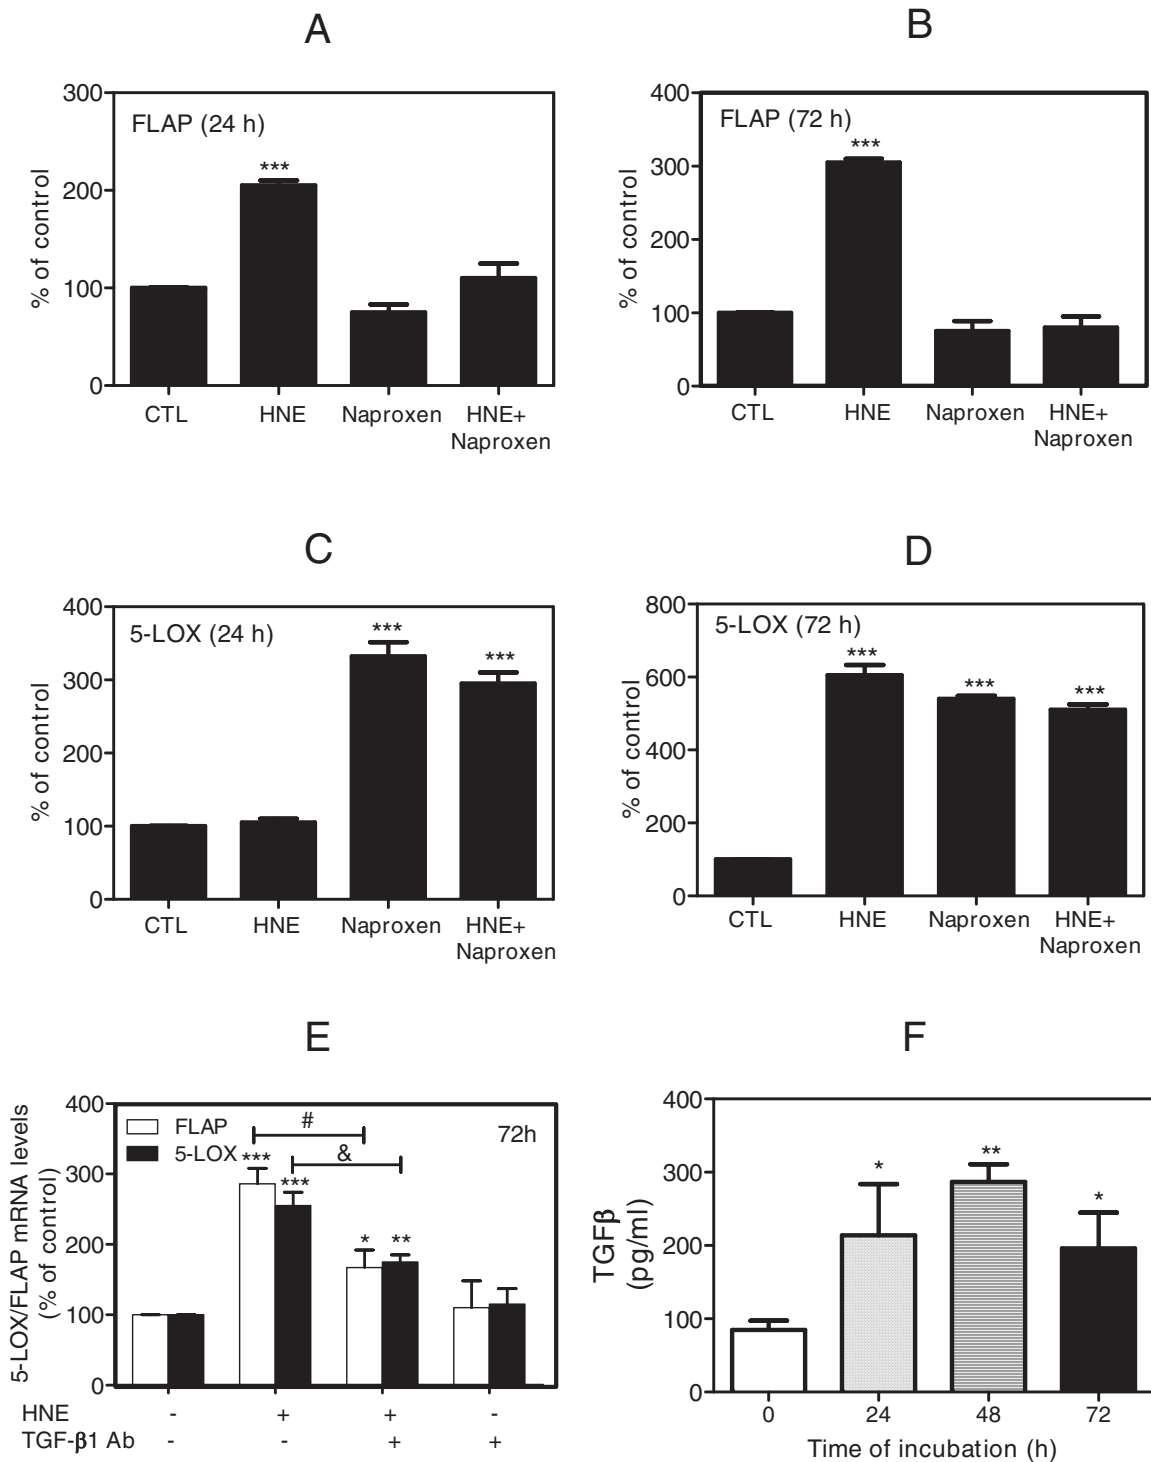 A
300
200
100
0
% of control
FLAP (24 h)
***
CTL
HNE
Naproxen
HNE+
Naproxen
B
400
300
200
100
0
% of control
FLAP (72 h)
***
CTL
HNE
Naproxen
HNE+
Naproxen
C
400
300
200
100
0
% of control
5-LOX (24 h)
***
***
CTL
HNE
Naproxen
HNE+
Naproxen
D
800
600
400
200
0
% of control
5-LOX (72 h)
***
***
***
CTL
HNE
Naproxen
HNE+
Naproxen
E
400
300
200
100
0
5-LOX/FLAP mRNA levels
(% of control)
FLAP
5-LOX
72h
#
&
***
***
*
**
HNE - + + -
TGF-β1 Ab - - + +
F
400
300
200
100
0
TGFβ
(pg/ml)
*
**
*
0 24 48 72
Time of incubation (h)